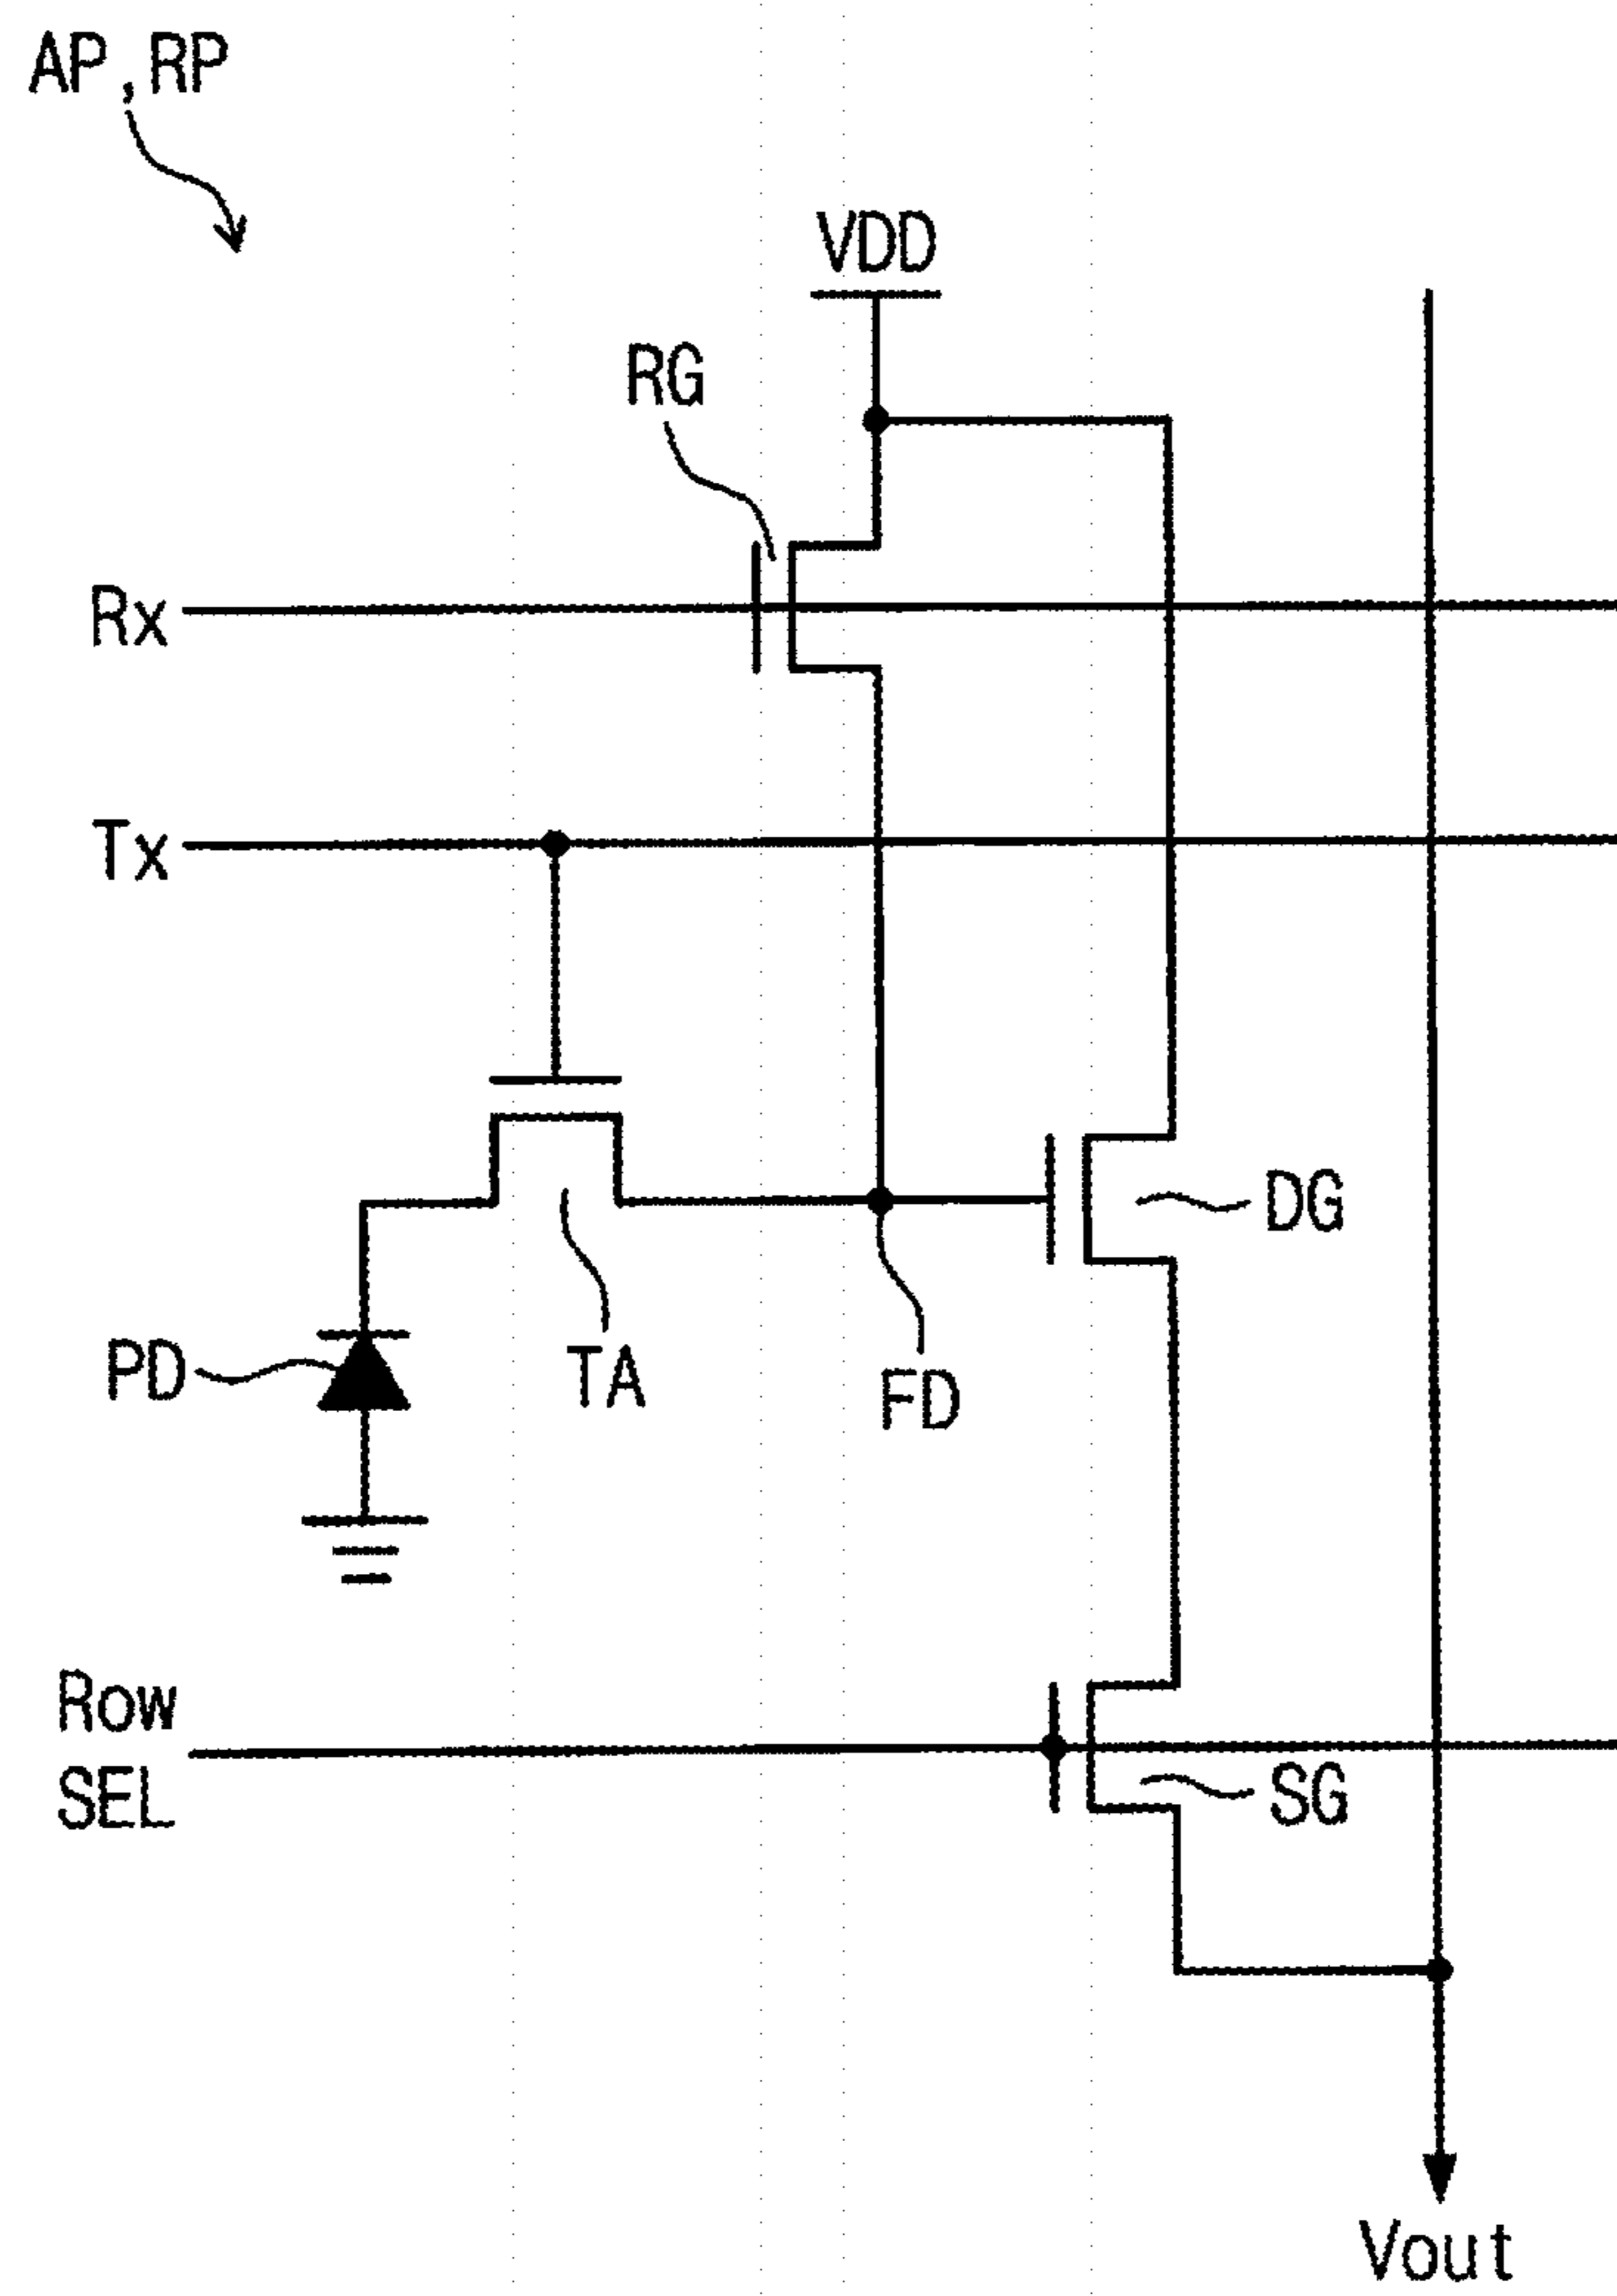 AP,RP
VDD
RG
Rx
Tx
DG
PD
TA
FD
Row
SEL
SG
Vout